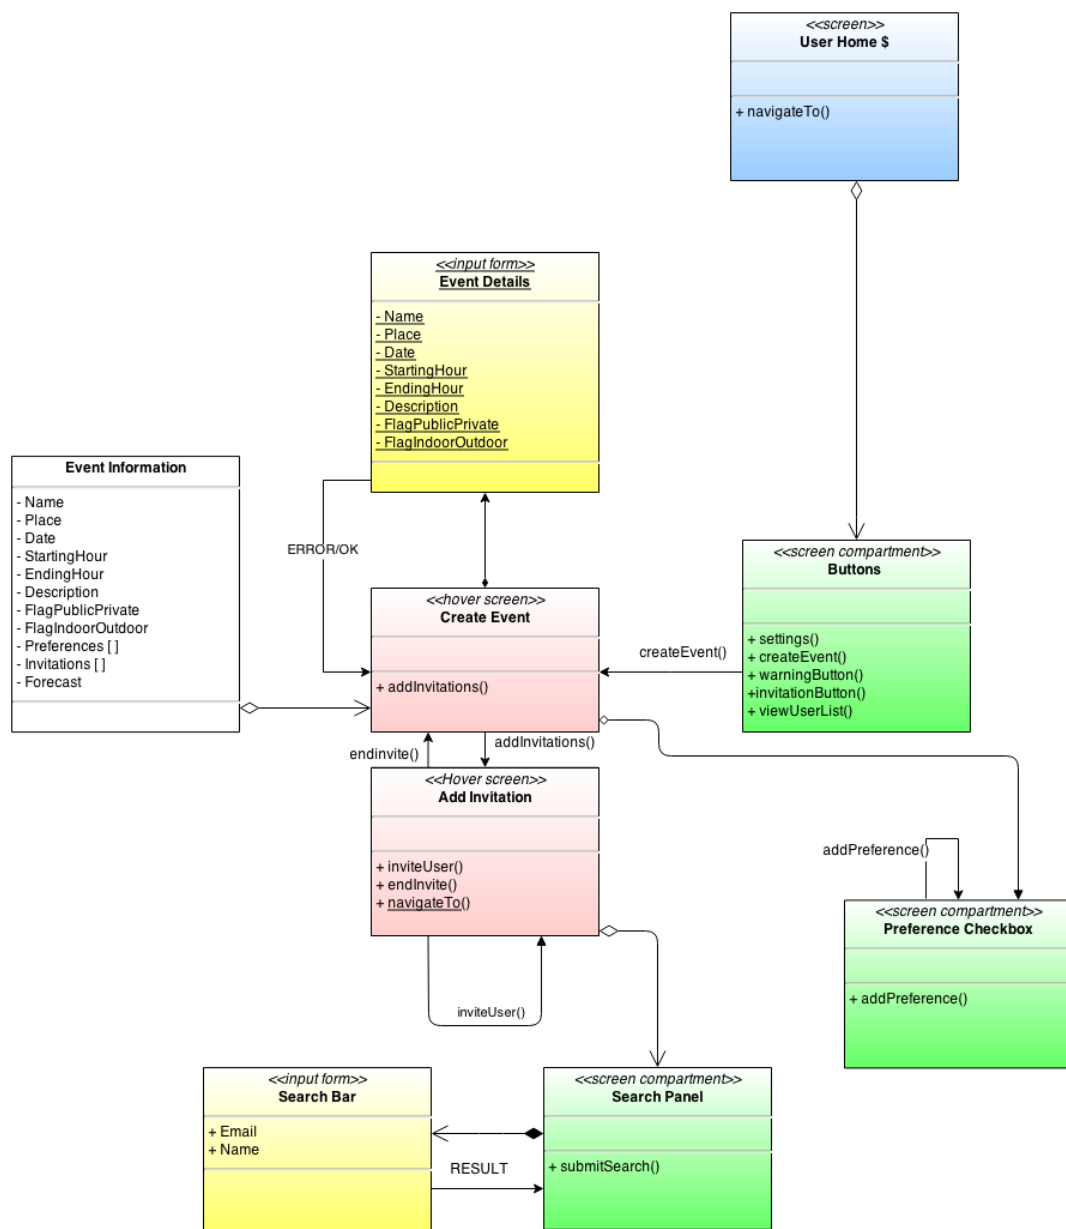 <<screen>>
User Home $
+ navigateTo()
<<input form>>
Event Details
- Name
- Place
- Date
- StartingHour
- EndingHour
- Description
- FlagPublicPrivate
- FlagIndoorOutdoor
Event Information
- Name
- Place
- Date
- StartingHour
- EndingHour
- Description
- FlagPublicPrivate
- FlagIndoorOutdoor
- Preferences [ ]
- Invitations [ ]
- Forecast
ERROR/OK
<<hover screen>>
Create Event
+ addInvitations()
createEvent()
<<screen compartment>>
Buttons
+ settings()
+ createEvent()
+ warningButton()
+invitationButton()
+ viewUserList()
endinvite()
addInvitations()
<<Hover screen>>
Add Invitation
+ inviteUser()
+ endInvite()
+ navigateTo()
inviteUser()
addPreference()
<<screen compartment>>
Preference Checkbox
+ addPreference()
<<input form>>
Search Bar
+ Email
+ Name
RESULT
<<screen compartment>>
Search Panel
+ submitSearch()